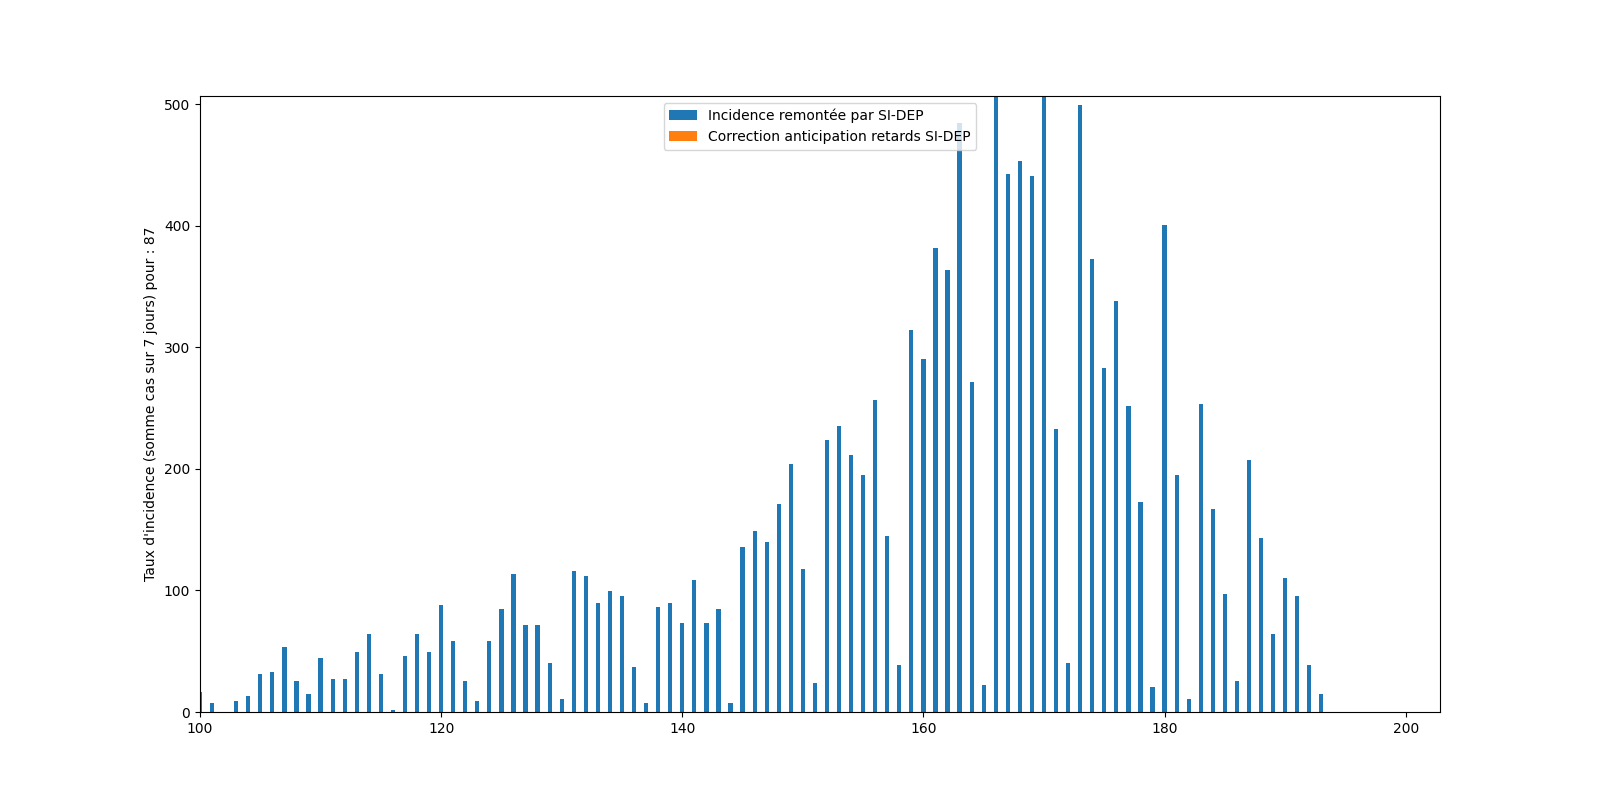 Incidence remontée par SI-DEP
Correction anticipation retards SI-DEP
Taux d'incidence (somme cas sur 7 jours) pour : 87
500
400
300
200
100
0
100 120 140 160 180 200